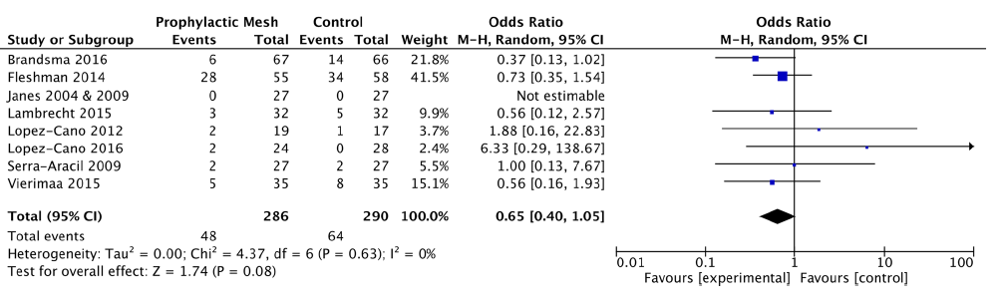 Prophylactic Mesh Control Odds Ratio Odds Ratio
Study or Subgroup Events Total Events Total Weight M-H, Random, 95% CI M-H, Random, 95% CI
Brandsma 2016 6 67 14 66 21.8% 0.37 [0.13, 1.02]
Fleshman 2014 28 55 34 58 41.5% 0.73 [0.35, 1.54]
Janes 2004 & 2009 0 27 0 27 Not estimable
Lambrecht 2015 3 32 5 32 9.9% 0.56 [0.12, 2.57]
Lopez-Cano 2012 2 19 1 17 3.7% 1.88 [0.16, 22.83]
Lopez-Cano 2016 2 24 0 28 2.4% 6.33 [0.29, 138.67]
Serra-Aracil 2009 2 27 2 27 5.5% 1.00 [0.13, 7.67]
Vierimaa 2015 5 35 8 35 15.1% 0.56 [0.16, 1.93]
Total (95% CI) 286 290 100.0% 0.65 [0.40, 1.05]
Total events 48 64
Heterogeneity: Tau² = 0.00; Chi² = 4.37, df = 6 (P = 0.63); I² = 0%
Test for overall effect: Z = 1.74 (P = 0.08)
0.01 0.1 1 10 100
Favours [experimental] Favours [control]